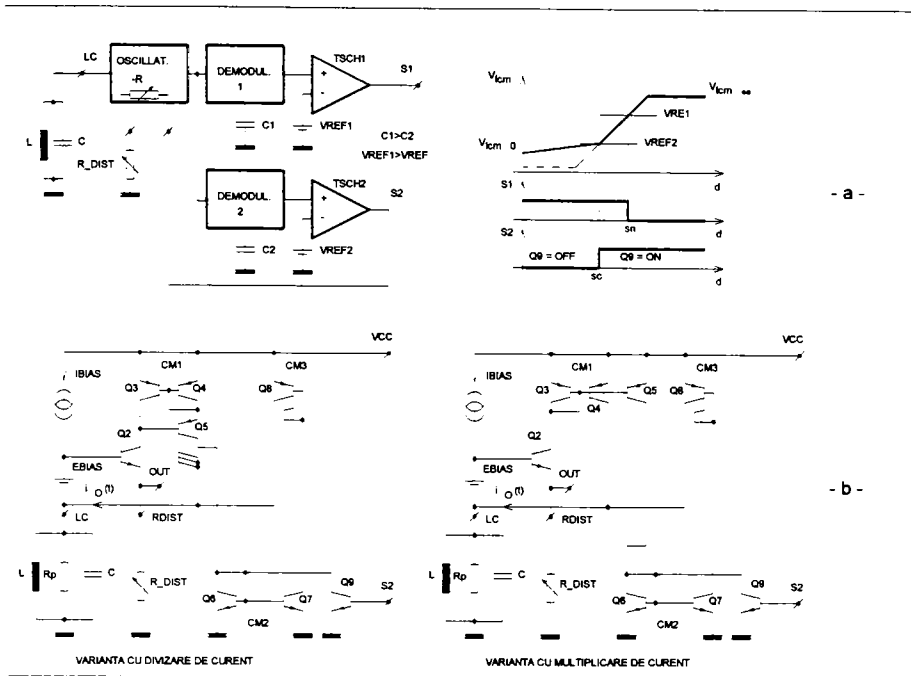 LC
OSCILLAT.
-R
DEMODUL.
1
TSCH1
+
-
S1
L
C
R_DIST
C1
VREF1
C1>C2
VREF1>VREF
DEMODUL.
2
TSCH2
+
-
S2
C2
VREF2
Vlcm
Vlcm ∞
VRE1
Vlcm 0
VREF2
S1
d
sn
d
S2
Q9 = OFF
Q9 = ON
sc
d
- a -
VCC
IBIAS
CM1
CM3
Q3
Q4
Q8
Q2
Q5
EBIAS
OUT
i O(t)
LC
RDIST
L
Rp
C
R_DIST
Q6
Q7
Q9
S2
CM2
VARIANTA CU DIVIZARE DE CURENT
VCC
IBIAS
CM1
CM3
Q3
Q4
Q5
Q8
Q2
EBIAS
OUT
i O(t)
LC
RDIST
L
Rp
C
R_DIST
Q6
Q7
Q9
S2
CM2
VARIANTA CU MULTIPLICARE DE CURENT
- b -